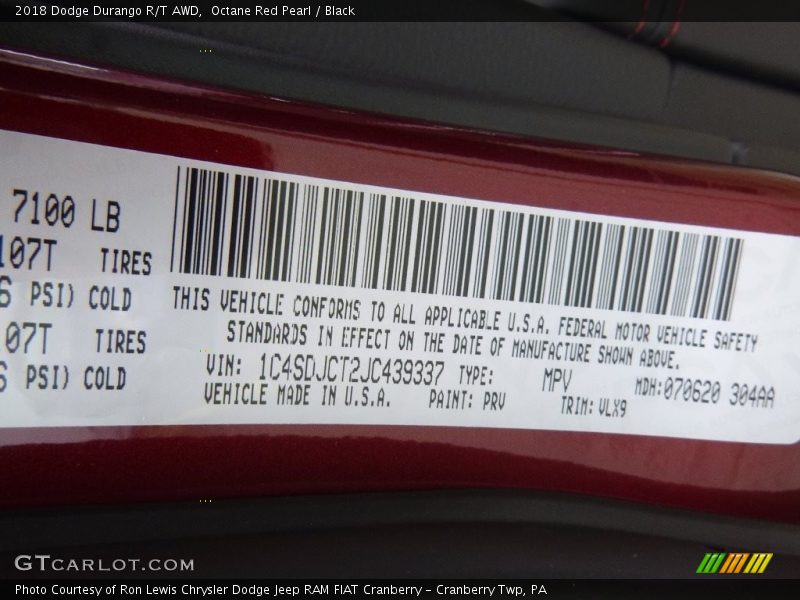 2018 Dodge Durango R/T AWD,  Octane Red Pearl / Black
7100 LB
107T TIRES
6 PSI) COLD
07T TIRES
6 PSI) COLD
THIS VEHICLE CONFORMS TO ALL APPLICABLE U.S.A. FEDERAL MOTOR VEHICLE SAFETY
STANDARDS IN EFFECT ON THE DATE OF MANUFACTURE SHOWN ABOVE.
VIN: 1C4SDJCT2JC439337 TYPE: MPV MDH:070620 304AA
VEHICLE MADE IN U.S.A. PAINT: PRV TRIM:VLX9
GTCARLOT.COM
Photo Courtesy of Ron Lewis Chrysler Dodge Jeep RAM FIAT Cranberry – Cranberry Twp, PA